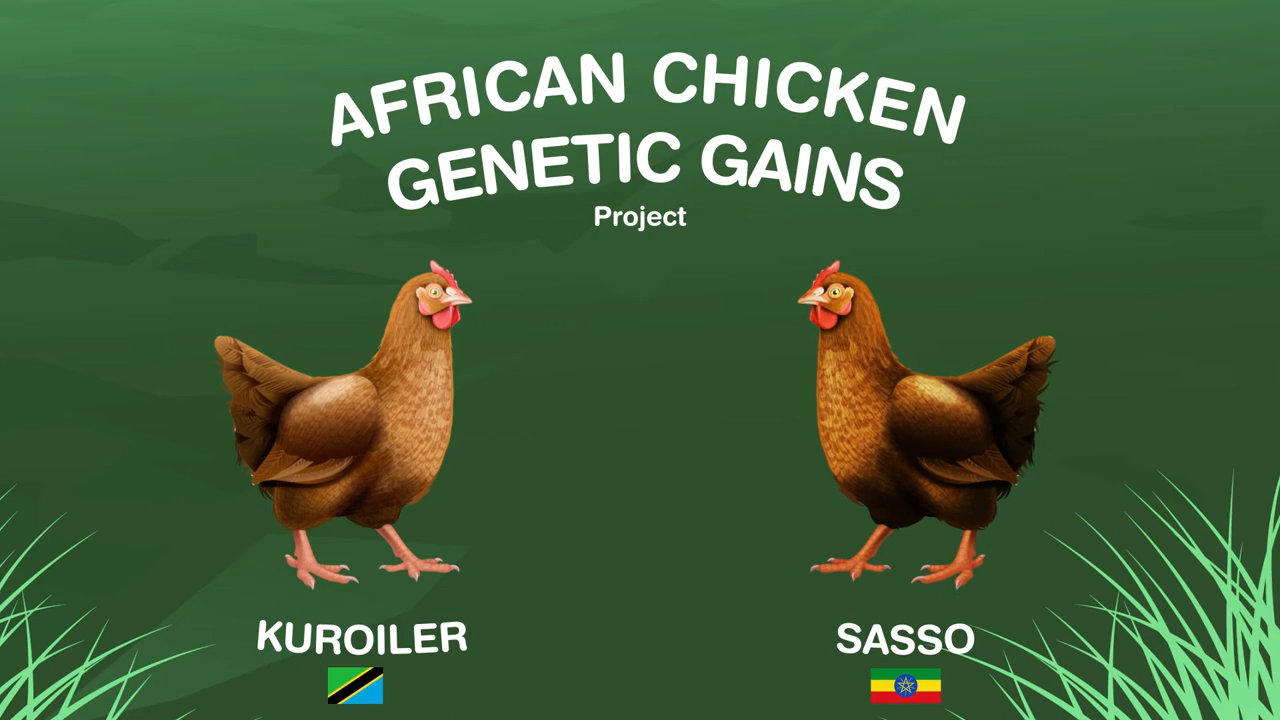 AFRICAN CHICKEN
GENETIC GAINS
Project
KUROILER
SASSO